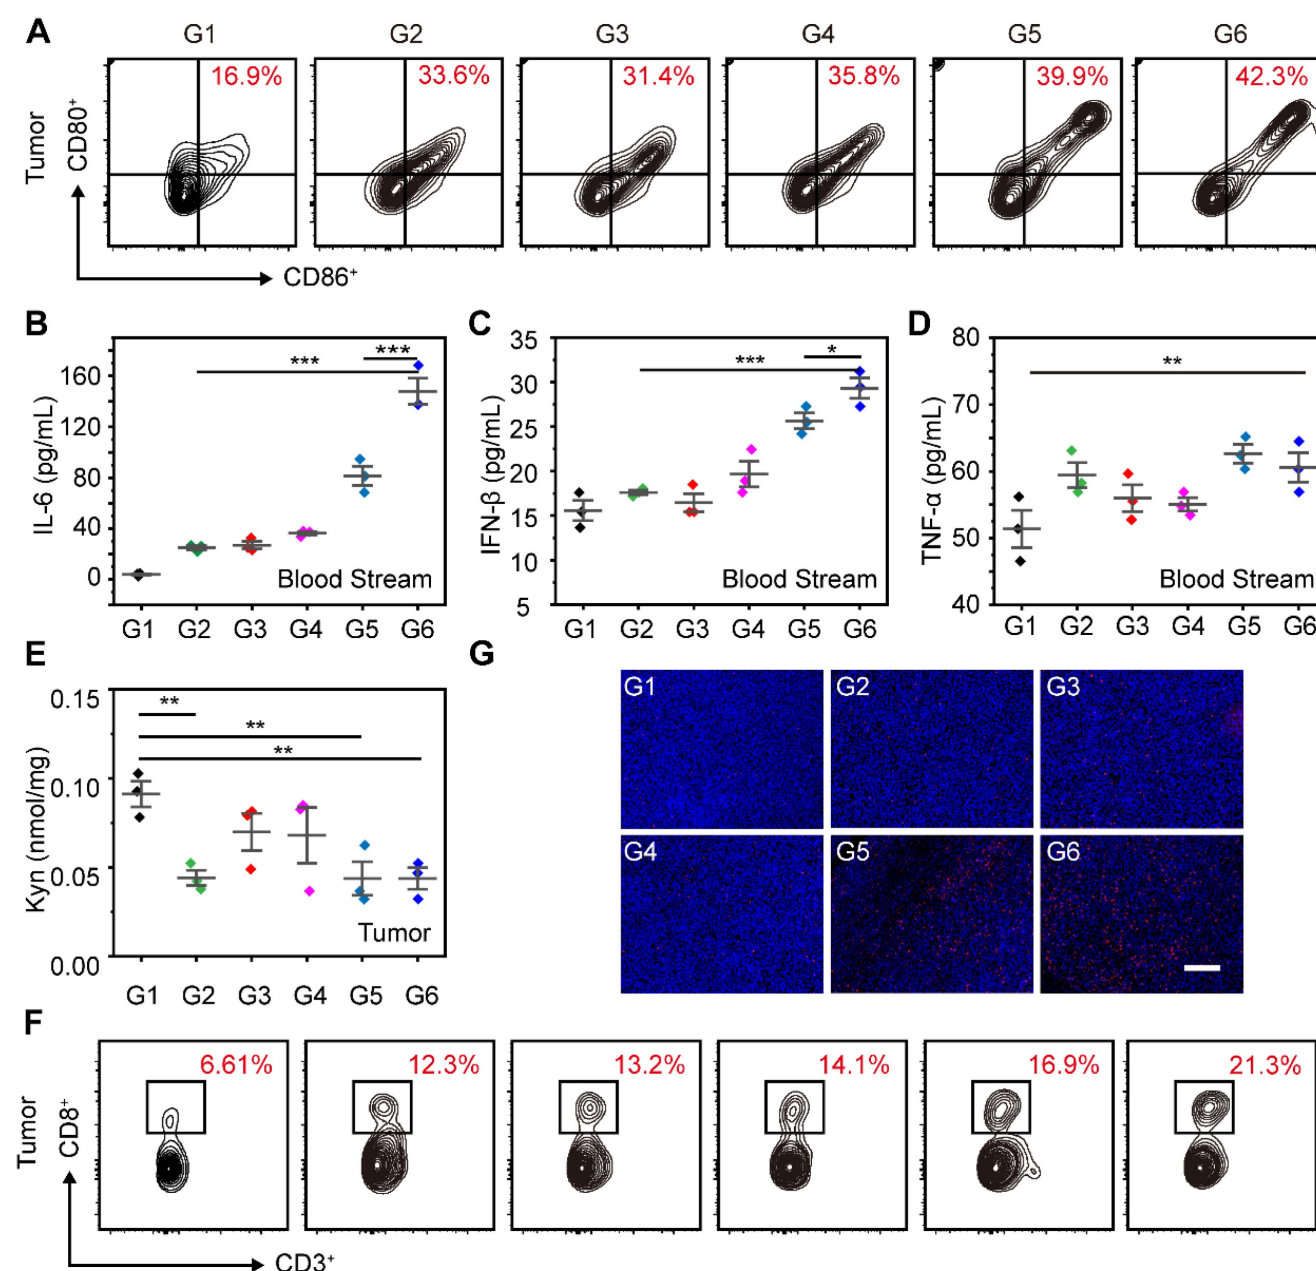 A
G1 G2 G3 G4 G5 G6
16.9% 33.6% 31.4% 35.8% 39.9% 42.3%
Tumor
CD80⁺
CD86⁺
B
IL-6 (pg/mL)
160
120
80
40
0
*** ***
Blood Stream
G1 G2 G3 G4 G5 G6
C
IFN-β (pg/mL)
35
30
25
20
15
10
5
*** *
Blood Stream
G1 G2 G3 G4 G5 G6
D
TNF-α (pg/mL)
80
70
60
50
40
**
Blood Stream
G1 G2 G3 G4 G5 G6
E
Kyn (nmol/mg)
0.15
0.10
0.05
0.00
**
**
**
Tumor
G1 G2 G3 G4 G5 G6
G
G1 G2 G3
G4 G5 G6
F
6.61% 12.3% 13.2% 14.1% 16.9% 21.3%
Tumor
CD8⁺
CD3⁺